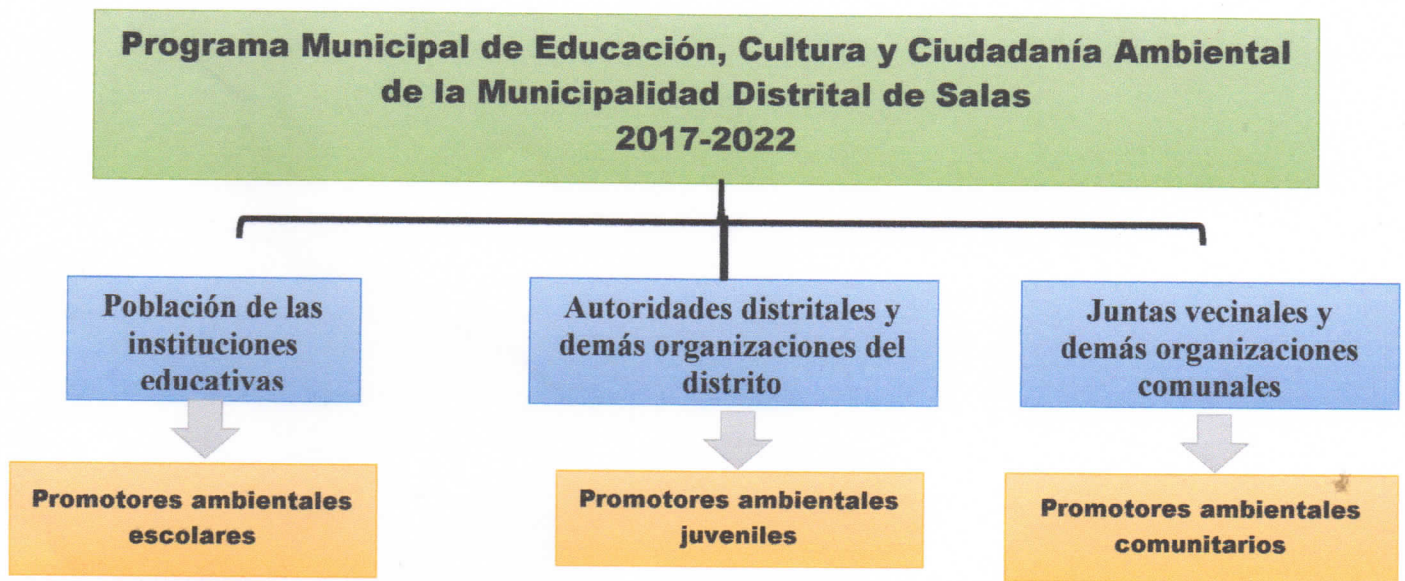 Programa Municipal de Educación, Cultura y Ciudadanía Ambiental
de la Municipalidad Distrital de Salas
2017-2022
Población de las
instituciones
educativas
Autoridades distritales y
demás organizaciones del
distrito
Juntas vecinales y
demás organizaciones
comunales
Promotores ambientales
escolares
Promotores ambientales
juveniles
Promotores ambientales
comunitarios